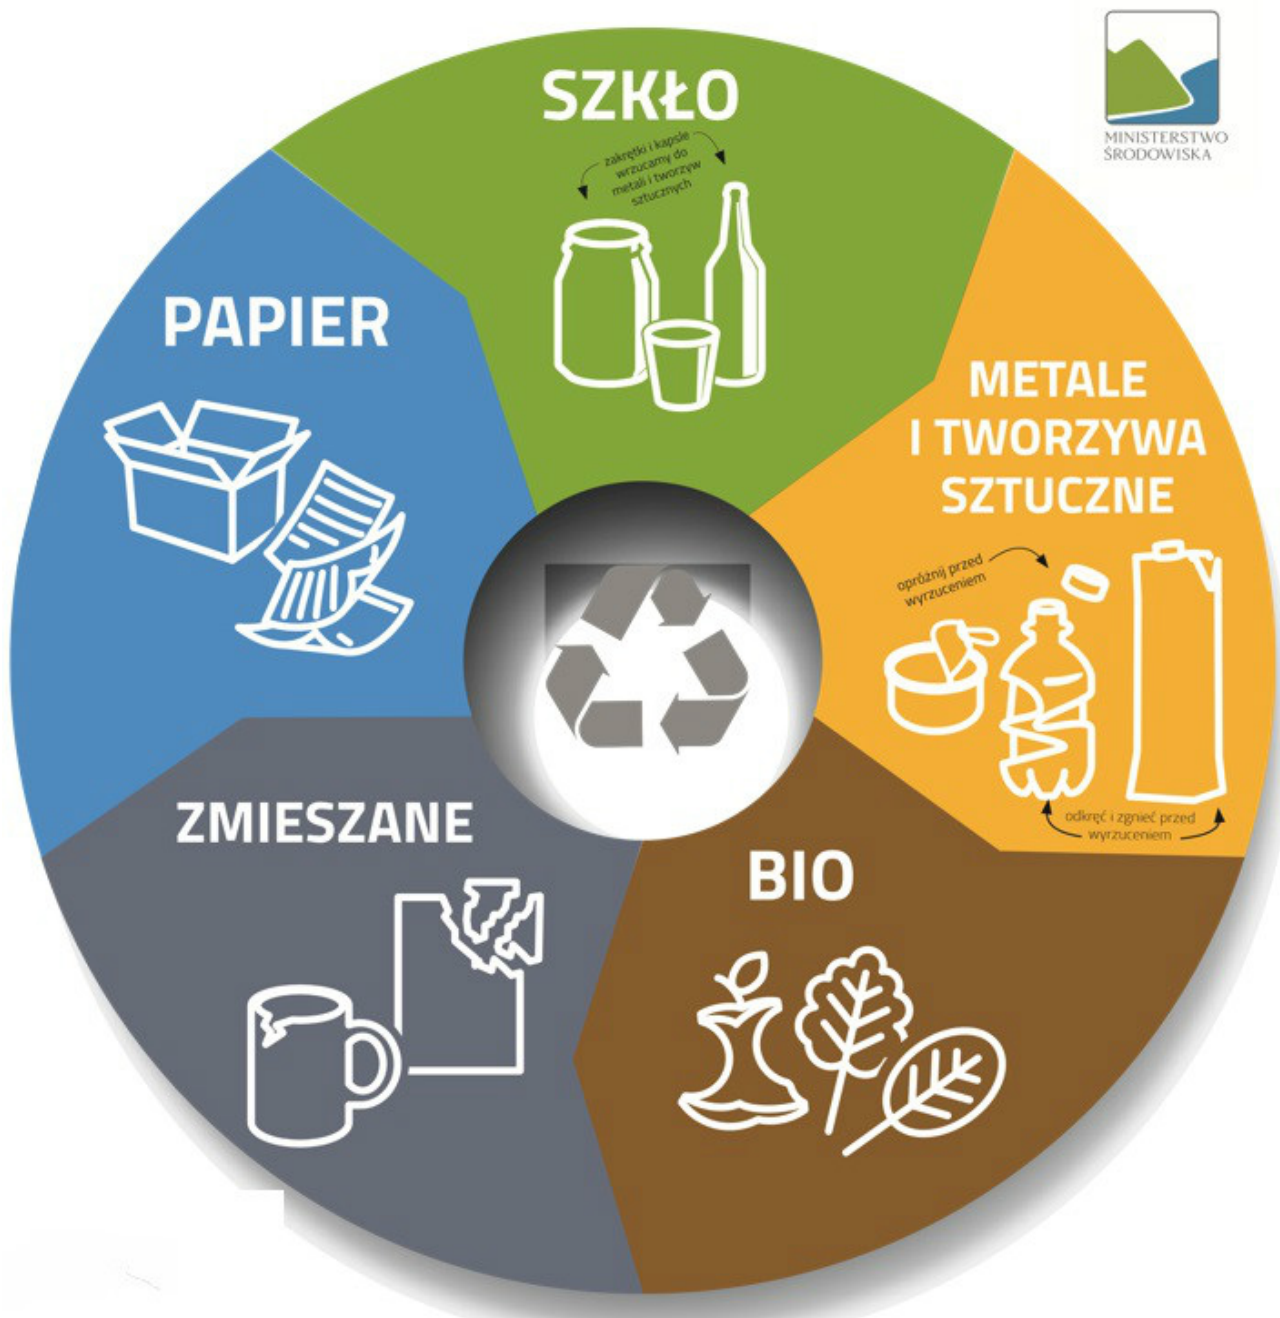 SZKŁO
zakrętki i kapsle
wrzucamy do
metali i tworzyw
sztucznych
MINISTERSTWO
ŚRODOWISKA
PAPIER
METALE
I TWORZYWA
SZTUCZNE
opróżnij przed
wyrzuceniem
odkręć i zgnieć przed
wyrzuceniem
ZMIESZANE
BIO